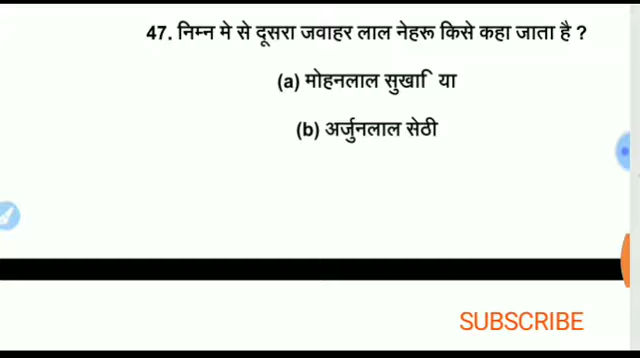 47. निम्न मे से दूसरा जवाहर लाल नेहरू किसे कहा जाता है ?
(a) मोहनलाल सुखाि या
(b) अर्जुनलाल सेठी
SUBSCRIBE